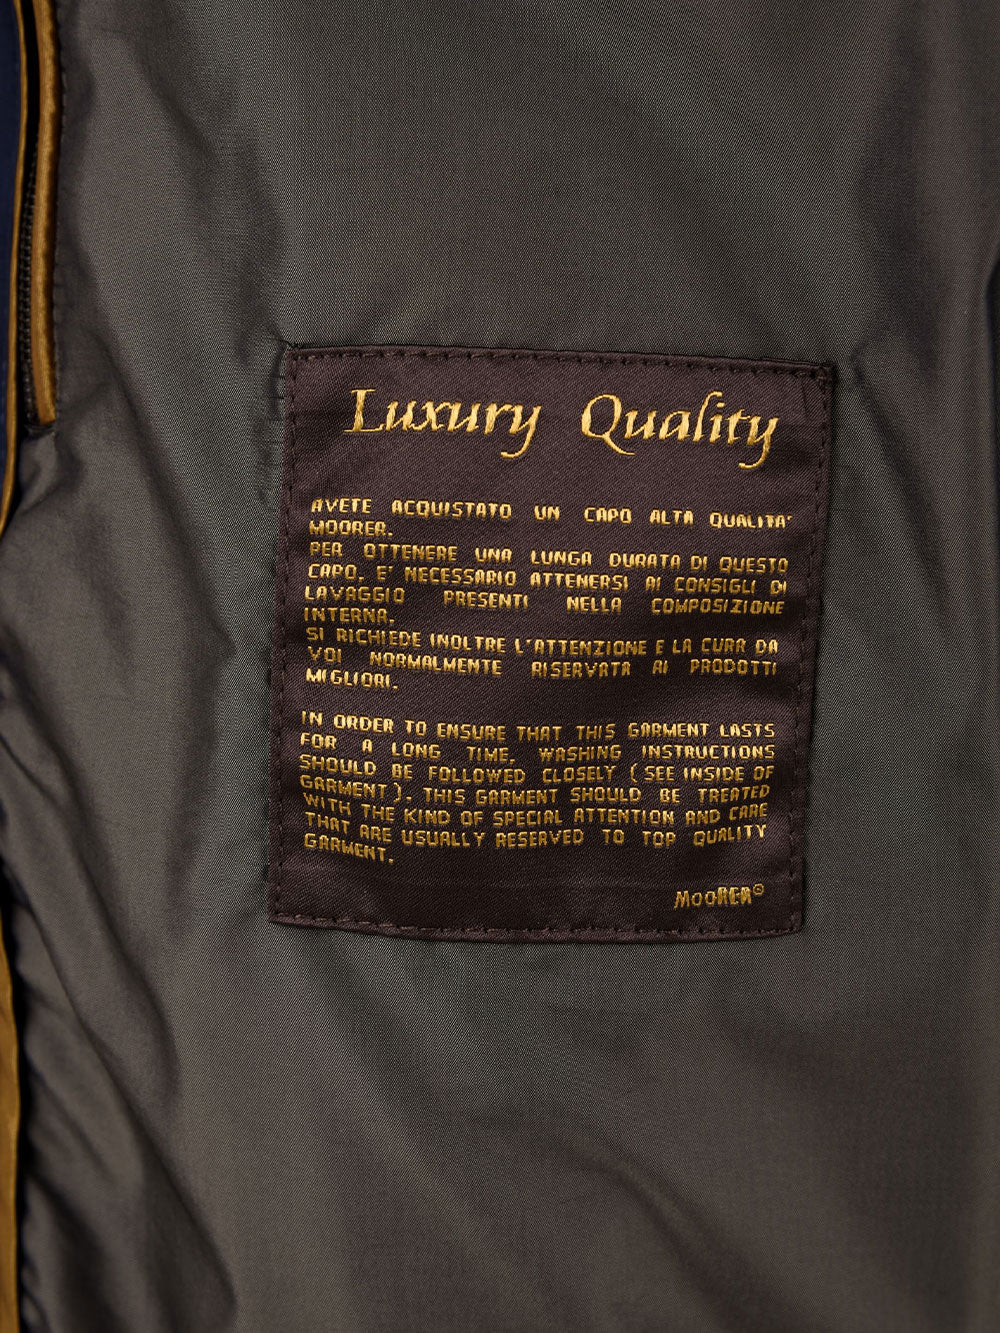 Luxury Quality
AVETE ACQUISTATO UN CAPO ALTA QUALITA'
MOORER.
PER OTTENERE UNA LUNGA DURATA DI QUESTO
CAPO, E' NECESSARIO ATTENERSI AI CONSIGLI DI
LAVAGGIO PRESENTI NELLA COMPOSIZIONE
INTERNA.
SI RICHIEDE INOLTRE L'ATTENZIONE E LA CURA DA
VOI NORMALMENTE RISERVATA AI PRODOTTI
MIGLIORI.
IN ORDER TO ENSURE THAT THIS GARMENT LASTS
FOR A LONG TIME, WASHING INSTRUCTIONS
SHOULD BE FOLLOWED CLOSELY (SEE INSIDE OF
GARMENT). THIS GARMENT SHOULD BE TREATED
WITH THE KIND OF SPECIAL ATTENTION AND CARE
THAT ARE USUALLY RESERVED TO TOP QUALITY
GARMENT.
MOORER®